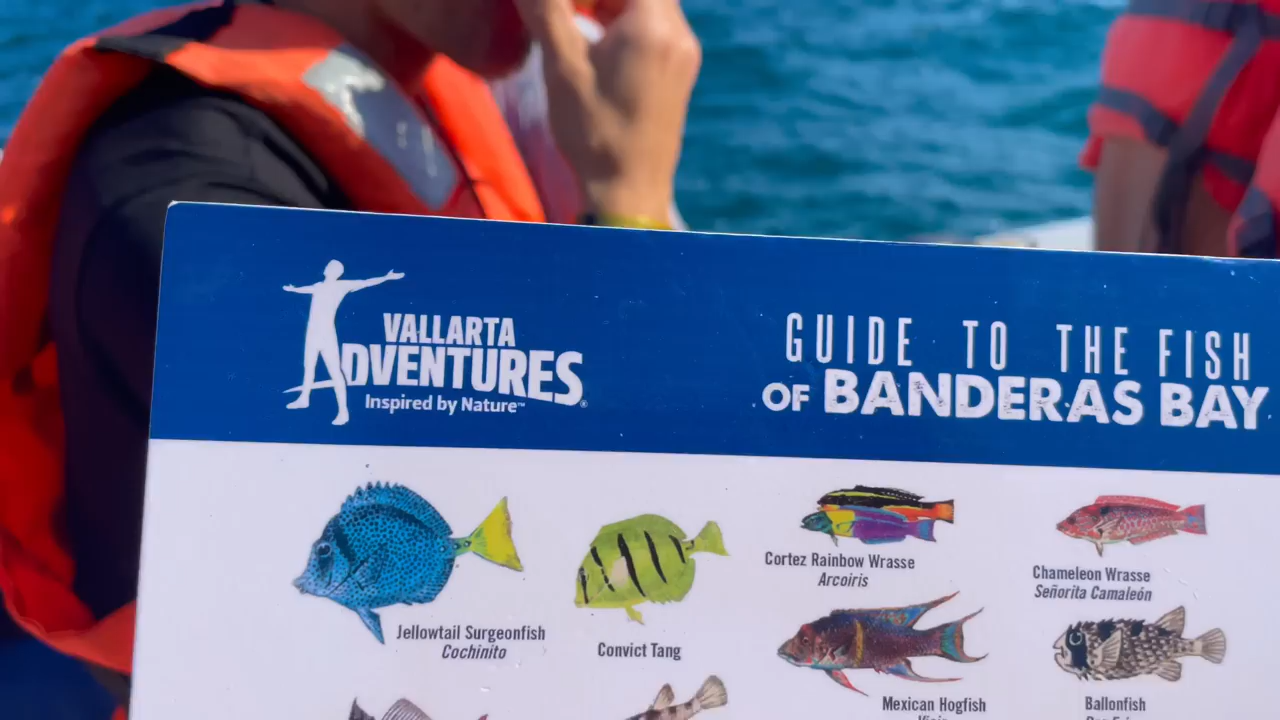 VALLARTA
ADVENTURES®
Inspired by Nature™
GUIDE TO THE FISH
OF BANDERAS BAY
Jellowtail Surgeonfish
Cochinito
Convict Tang
Cortez Rainbow Wrasse
Arcoiris
Chameleon Wrasse
Señorita Camaleón
Mexican Hogfish
Ballonfish